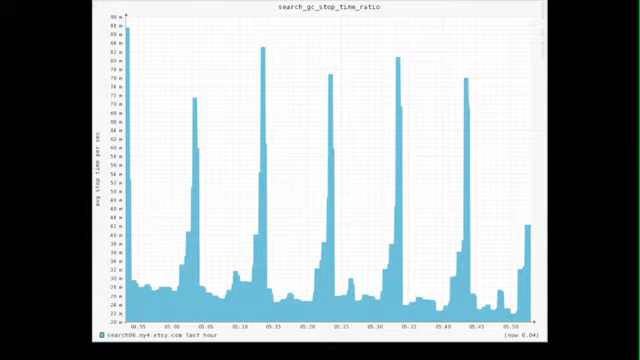 search_gc_stop_time_ratio
avg stop time per sec
90 m
88 m
86 m
84 m
82 m
80 m
78 m
76 m
74 m
72 m
70 m
68 m
66 m
64 m
62 m
60 m
58 m
56 m
54 m
52 m
50 m
48 m
46 m
44 m
42 m
40 m
38 m
36 m
34 m
32 m
30 m
28 m
26 m
24 m
22 m
20 m
04:55 05:00 05:05 05:10 05:15 05:20 05:25 05:30 05:35 05:40 05:45 05:50
search06.ny4.etsy.com last hour (now 0.04)